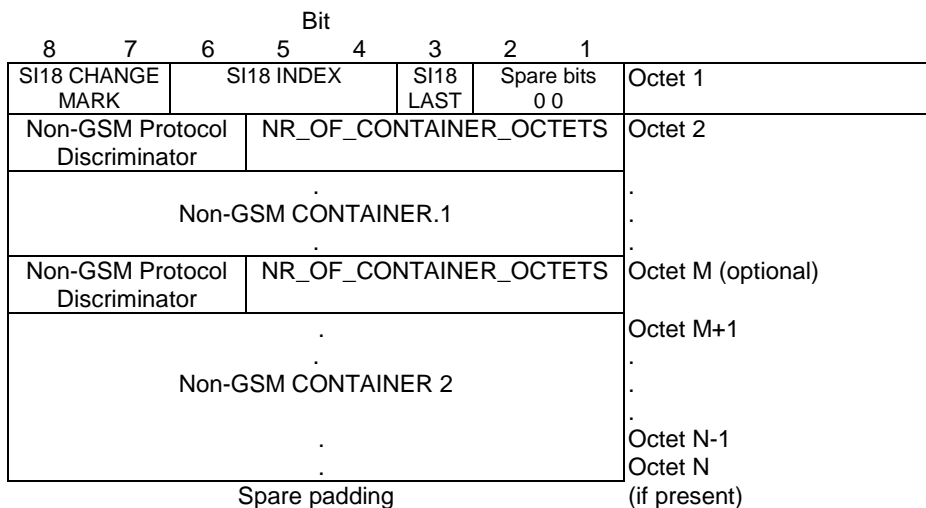 Bit
8 7 6 5 4 3 2 1
SI18 CHANGE SI18 INDEX SI18 Spare bits Octet 1
MARK LAST 0 0
Non-GSM Protocol NR_OF_CONTAINER_OCTETS Octet 2
Discriminator
. .
Non-GSM CONTAINER.1 .
. .
Non-GSM Protocol NR_OF_CONTAINER_OCTETS Octet M (optional)
Discriminator
. Octet M+1
. .
Non-GSM CONTAINER 2 .
.
. Octet N-1
. Octet N
Spare padding (if present)